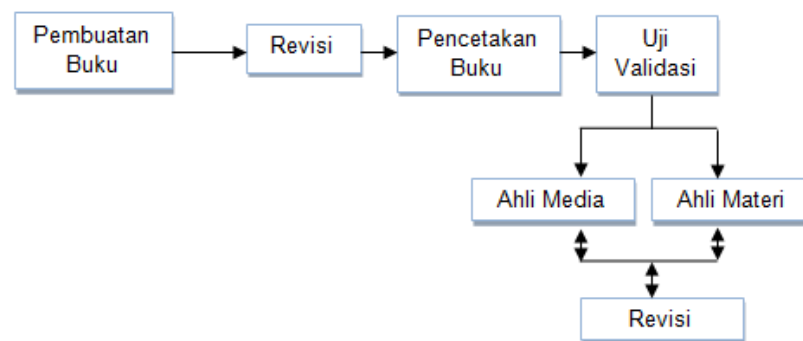 Pembuatan
Buku
Revisi
Pencetakan
Buku
Uji
Validasi
Ahli Media
Ahli Materi
Revisi